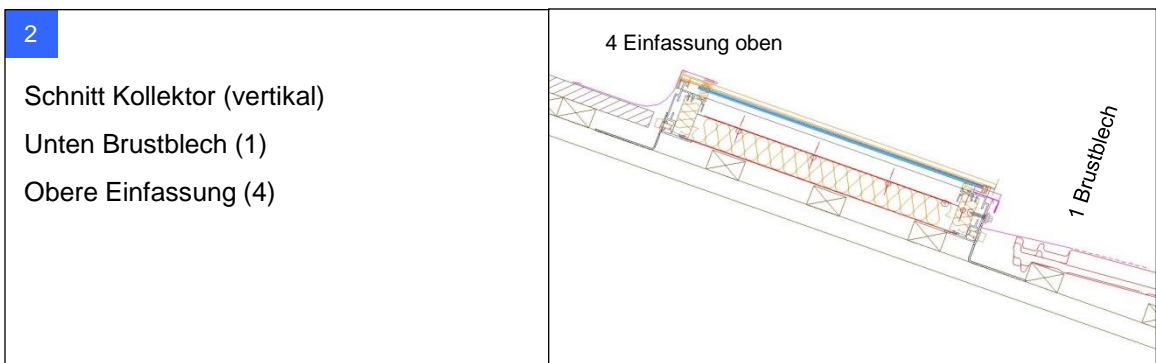 2
Schnitt Kollektor (vertikal)
Unten Brustblech (1)
Obere Einfassung (4)
4 Einfassung oben
1 Brustblech